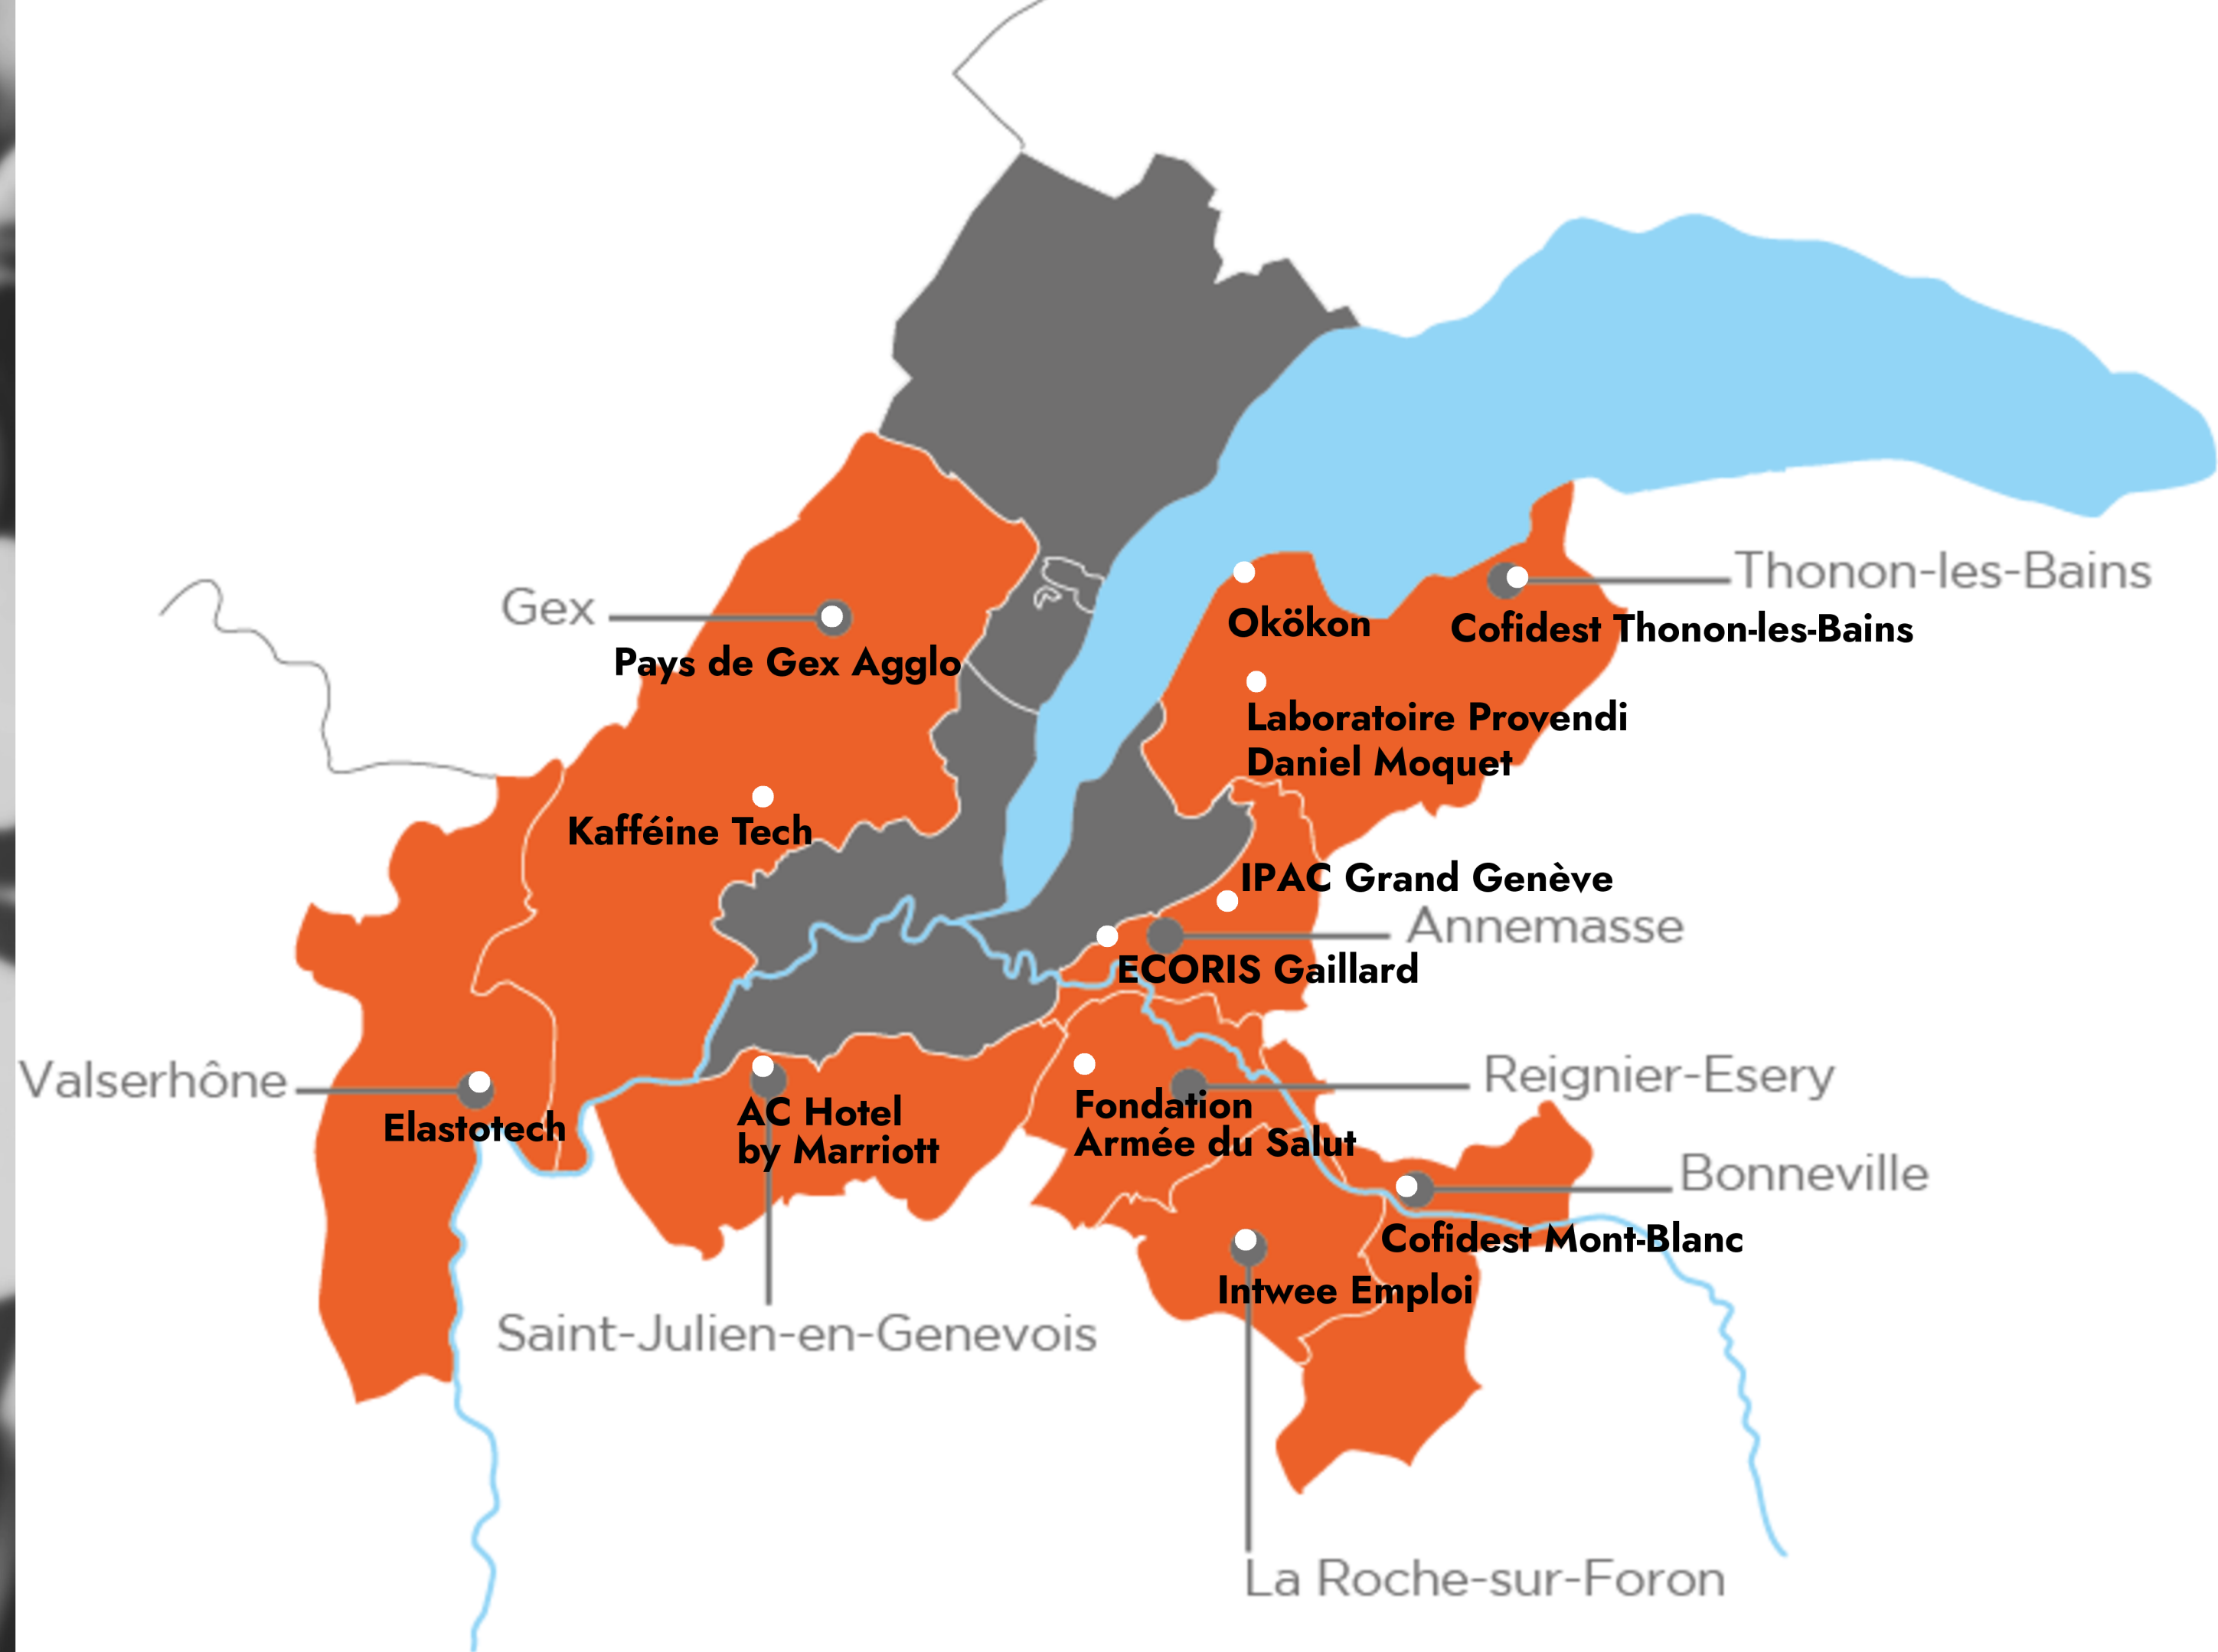 Thonon-les-Bains
Gex
Okökon
Cofidest Thonon-les-Bains
Pays de Gex Agglo
Laboratoire Provendi
Daniel Moquet
Kafféine Tech
IPAC Grand Genève
Annemasse
ECORIS Gaillard
Valserhône
Elastotech
AC Hotel
by Marriott
Reignier-Esery
Fondation
Armée du Salut
Bonneville
Cofidest Mont-Blanc
Intwee Emploi
Saint-Julien-en-Genevois
La Roche-sur-Foron